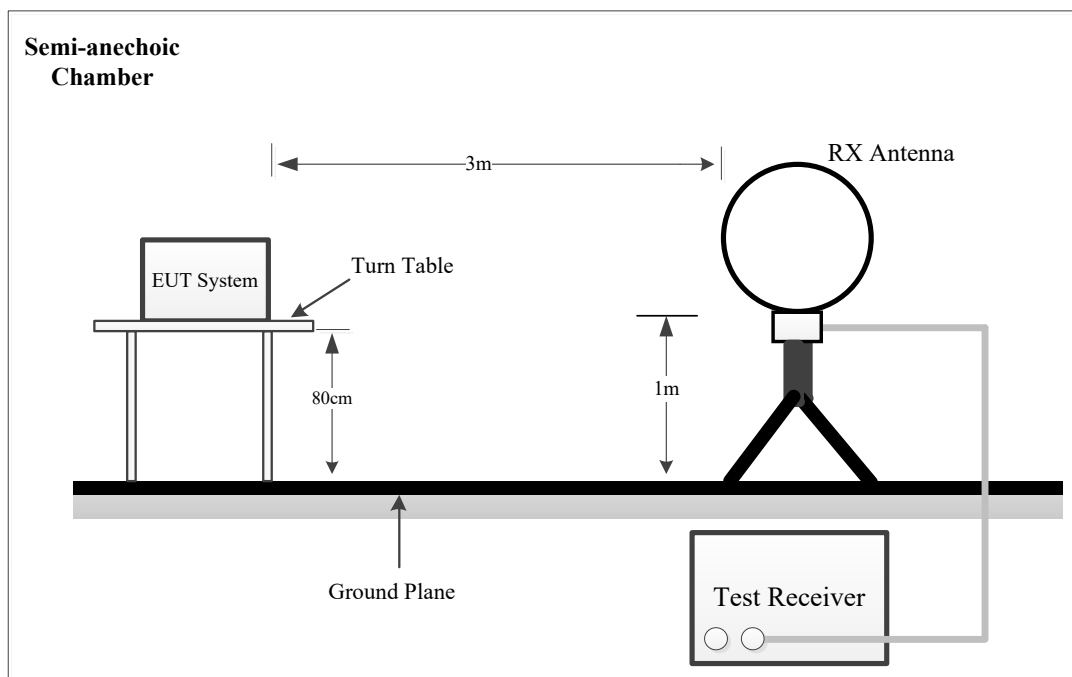 Semi-anechoic
Chamber
3m
RX Antenna
EUT System
Turn Table
80cm
1m
Ground Plane
Test Receiver